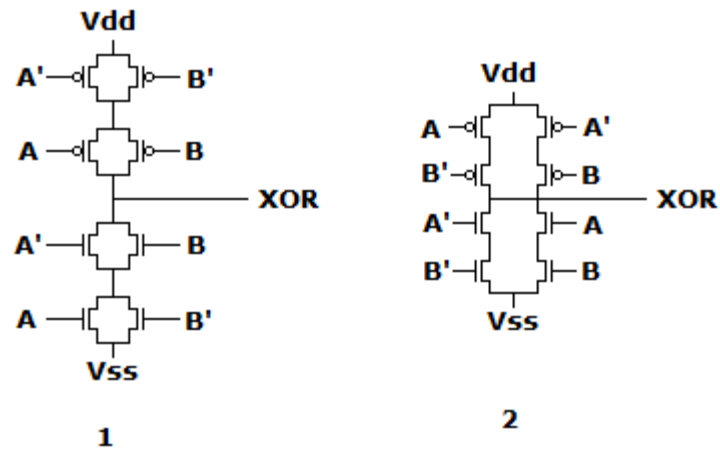 Vdd
A' B'
A B
XOR
A' B
A B'
Vss
1
Vdd
A A'
B' B
XOR
A' A
B' B
Vss
2